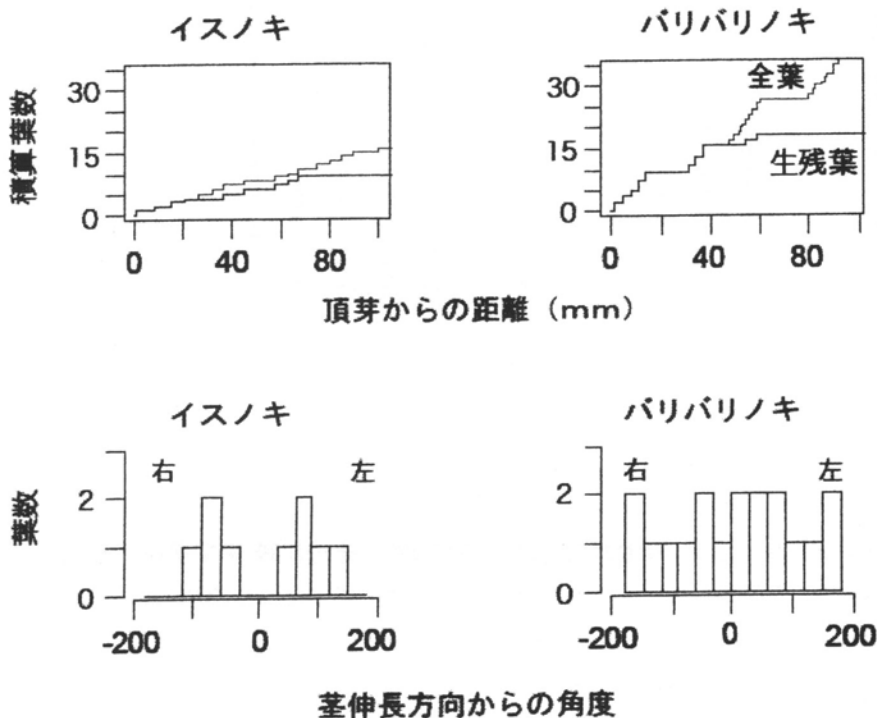 イスノキ
バリバリノキ
積算葉数
30
15
0
0 40 80
30
15
0
0 40 80
全葉
生残葉
頂芽からの距離（mm）
イスノキ
バリバリノキ
葉数
右 左
2
0
-200 0 200
右 左
2
0
-200 0 200
茎伸長方向からの角度